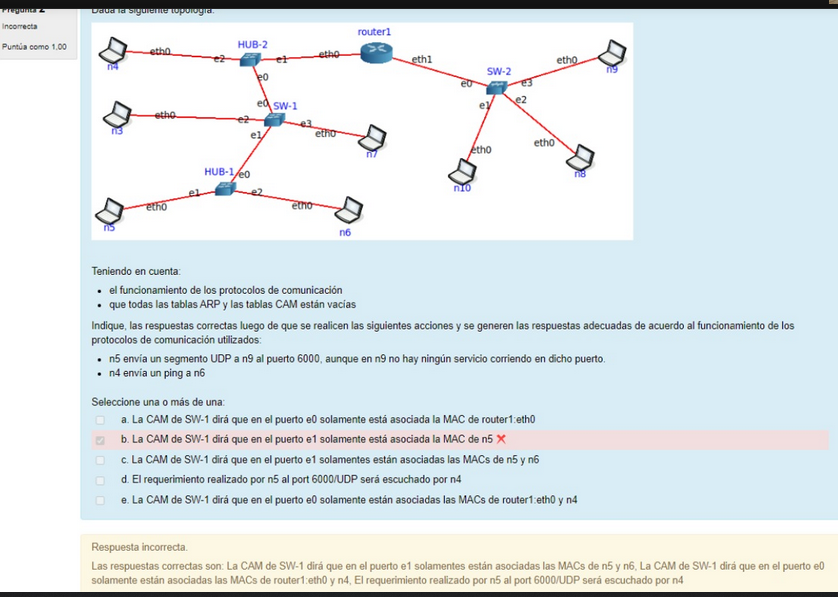 Pregunta 2
Incorrecta
Puntúa como 1,00
Dada la siguiente topología:
router1
HUB-2
n4
eth0
e2
e1
eth0
eth1
eth0
n9
SW-2
e0
e3
e0
e2
e1
e0
SW-1
eth0
e2
e3
n3
e1
eth0
n7
eth0
eth0
n8
n10
HUB-1
e0
e1
e2
eth0
eth0
n5
n6
Teniendo en cuenta:
el funcionamiento de los protocolos de comunicación
que todas las tablas ARP y las tablas CAM están vacías
Indique, las respuestas correctas luego de que se realicen las siguientes acciones y se generen las respuestas adecuadas de acuerdo al funcionamiento de los
protocolos de comunicación utilizados:
n5 envía un segmento UDP a n9 al puerto 6000, aunque en n9 no hay ningún servicio corriendo en dicho puerto.
n4 envía un ping a n6
Seleccione una o más de una:
a. La CAM de SW-1 dirá que en el puerto e0 solamente está asociada la MAC de router1:eth0
b. La CAM de SW-1 dirá que en el puerto e1 solamente está asociada la MAC de n5
c. La CAM de SW-1 dirá que en el puerto e1 solamentes están asociadas las MACs de n5 y n6
d. El requerimiento realizado por n5 al port 6000/UDP será escuchado por n4
e. La CAM de SW-1 dirá que en el puerto e0 solamente están asociadas las MACs de router1:eth0 y n4
Respuesta incorrecta.
Las respuestas correctas son: La CAM de SW-1 dirá que en el puerto e1 solamentes están asociadas las MACs de n5 y n6, La CAM de SW-1 dirá que en el puerto e0
solamente están asociadas las MACs de router1:eth0 y n4, El requerimiento realizado por n5 al port 6000/UDP será escuchado por n4